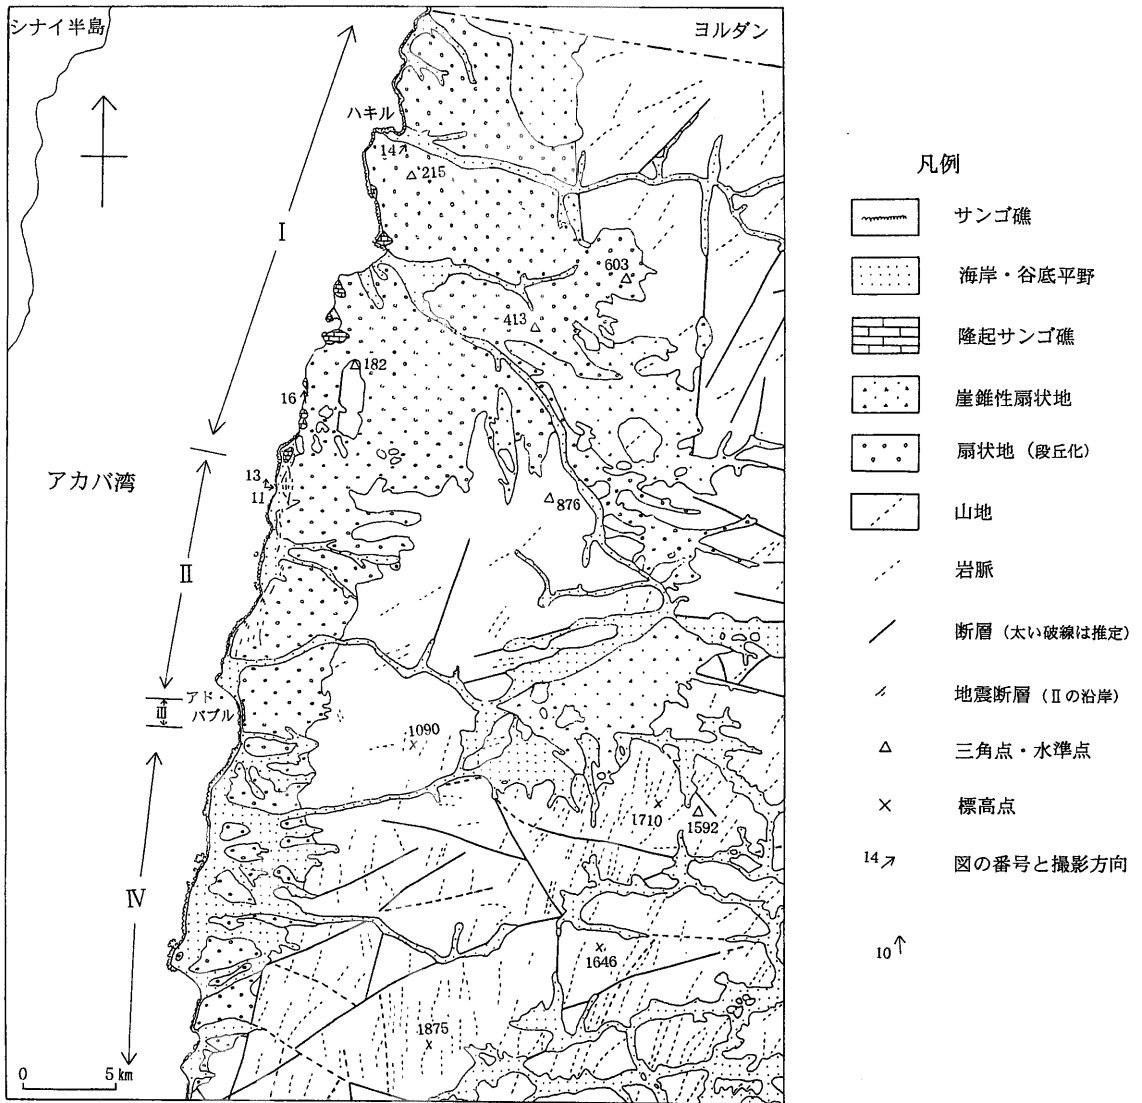 シナイ半島
ヨルダン
ハキル
14
215
I
603
413
182
16
アカバ湾
13
11
876
II
アド
バブル
III
1090
1710
1592
IV
1646
1875
0 5 km
凡例
サンゴ礁
海岸・谷底平野
隆起サンゴ礁
崖錐性扇状地
扇状地（段丘化）
山地
岩脈
断層（太い破線は推定）
地震断層（IIの沿岸）
三角点・水準点
標高点
14 図の番号と撮影方向
10